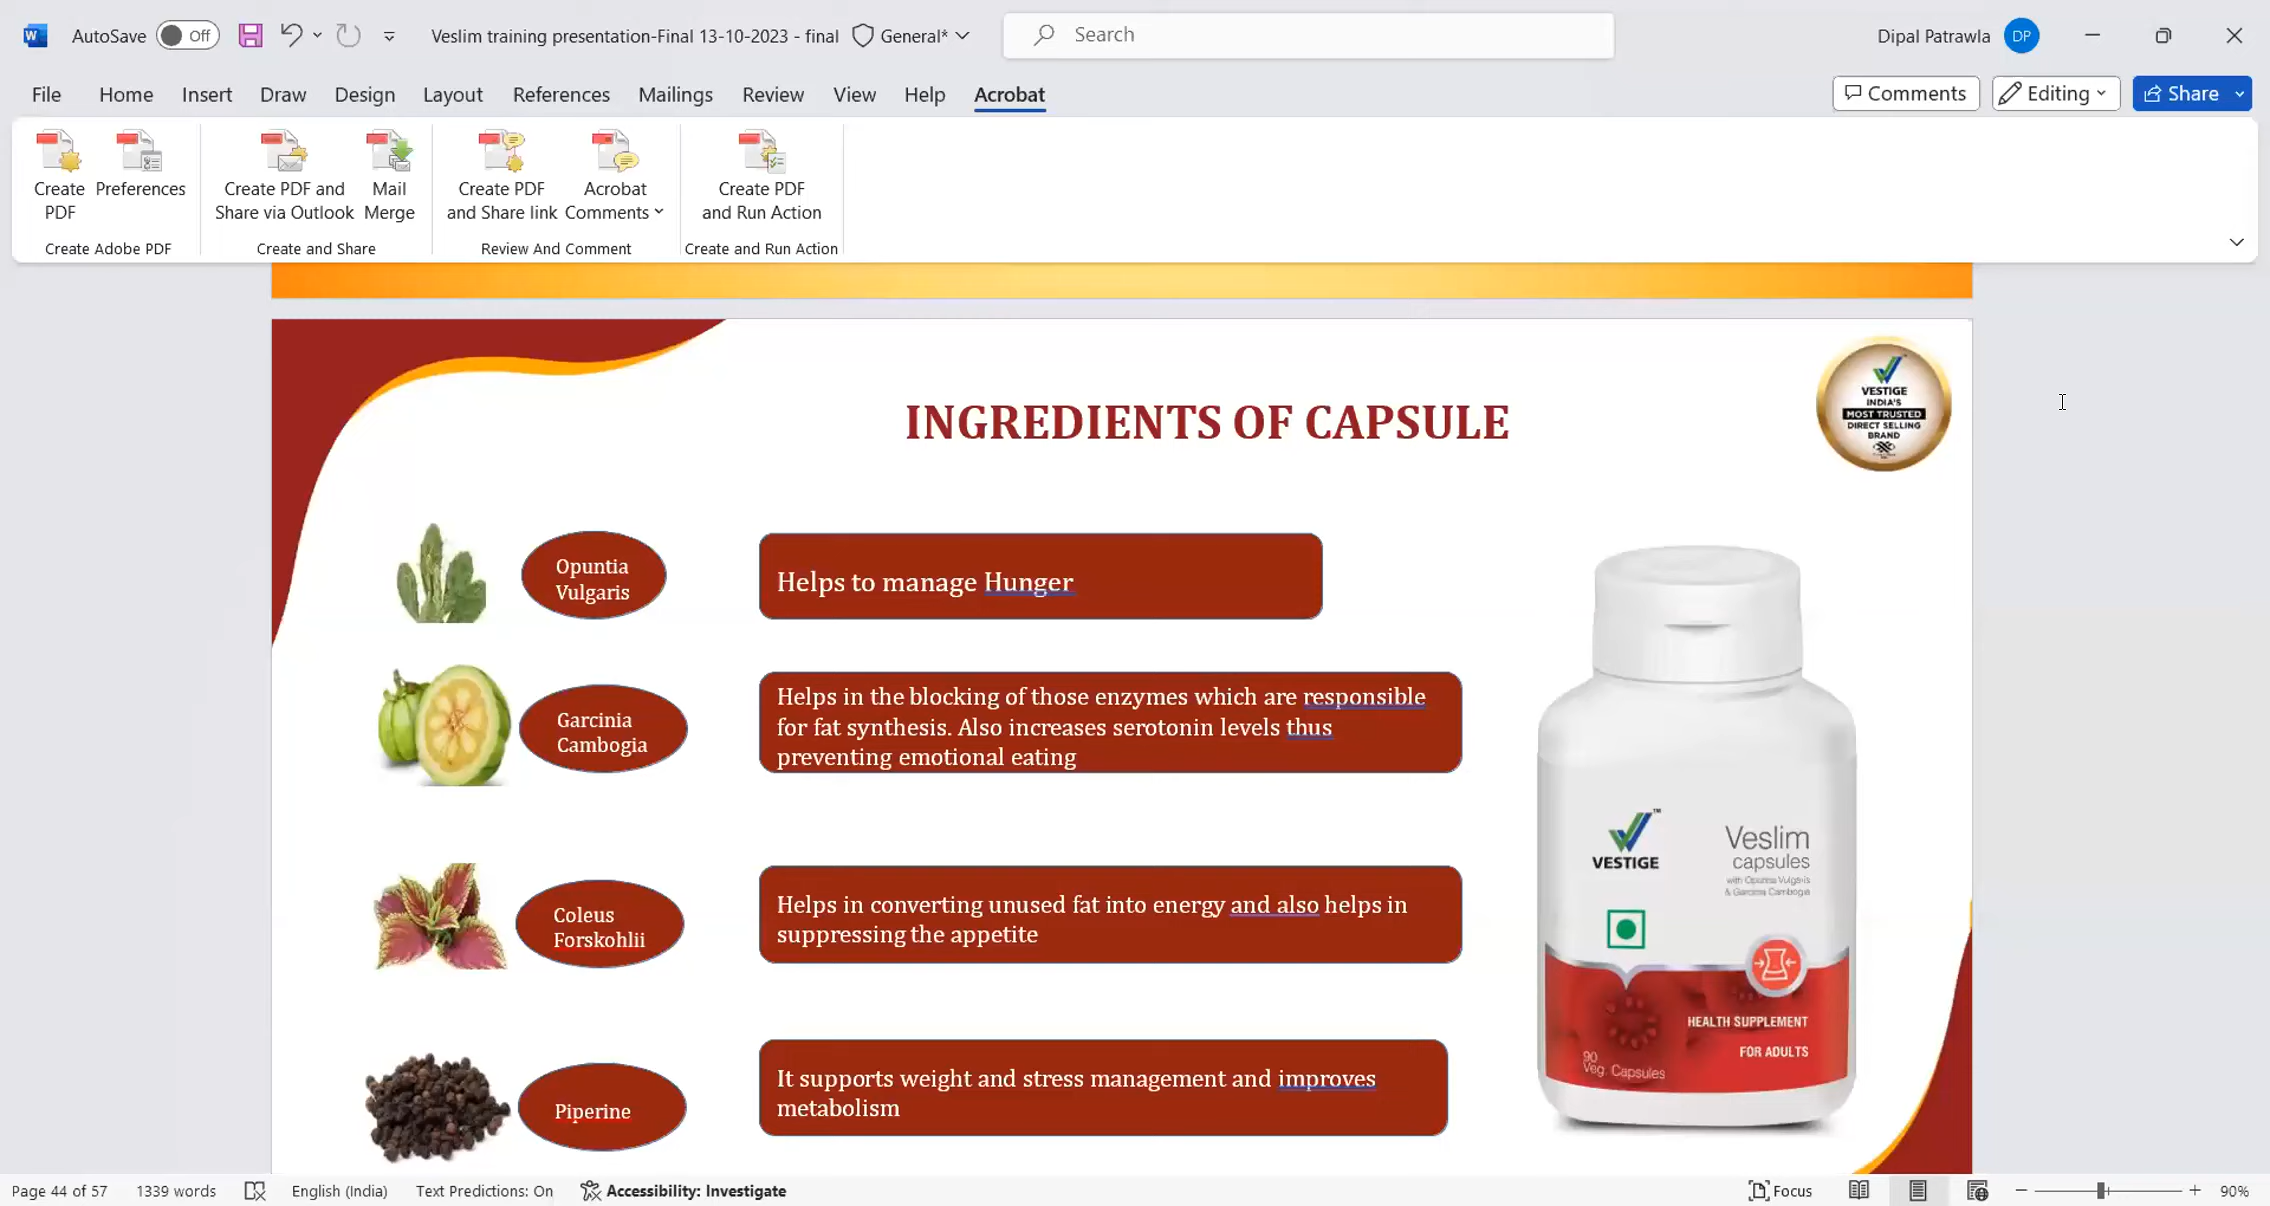 AutoSave Off Veslim training presentation-Final 13-10-2023 - final General* Search Dipal Patrawla DP
File Home Insert Draw Design Layout References Mailings Review View Help Acrobat Comments Editing Share
Create PDF
Preferences
Create PDF and Share via Outlook
Mail Merge
Create PDF and Share link
Acrobat Comments
Create PDF and Run Action
Create Adobe PDF
Create and Share
Review And Comment
Create and Run Action
VESTIGE
INDIA'S
MOST TRUSTED
DIRECT SELLING
BRAND
INGREDIENTS OF CAPSULE
Opuntia
Vulgaris
Helps to manage Hunger
Garcinia
Cambogia
Helps in the blocking of those enzymes which are responsible
for fat synthesis. Also increases serotonin levels thus
preventing emotional eating
Coleus
Forskohlii
Helps in converting unused fat into energy and also helps in
suppressing the appetite
Piperine
It supports weight and stress management and improves
metabolism
VESTIGE
Veslim
capsules
with Opuntia Vulgaris
& Garcinia Cambogia
HEALTH SUPPLEMENT
FOR ADULTS
90
Veg. Capsules
Page 44 of 57 1339 words English (India) Text Predictions: On Accessibility: Investigate Focus 90%